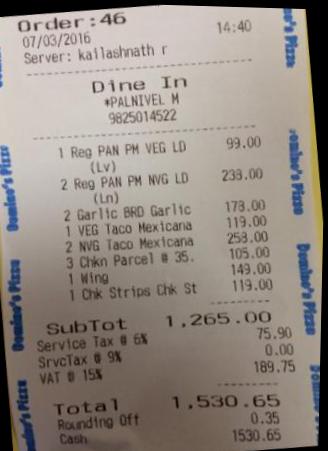 Order:46
07/03/2016 14:40
Server: kailashnath r
Dine In
*PALNIVEL M
9825014522
1 Reg PAN PM VEG LD 99.00
(Lv)
2 Reg PAN PM NVG LD 238.00
(Ln)
2 Garlic BRD Garlic 178.00
1 VEG Taco Mexicana 119.00
2 NVG Taco Mexicana 258.00
3 Chkn Parcel @ 35. 105.00
1 Wing 149.00
1 Chk Strips Chk St 119.00
SubTot 1,265.00
Service Tax @ 6% 75.90
SrvcTax @ 9% 0.00
VAT @ 15% 189.75
Total 1,530.65
Rounding Off 0.35
Cash 1530.65
Domino's Pizza
Domino's Pizza
Domino's Pizza
Domino's Pizza